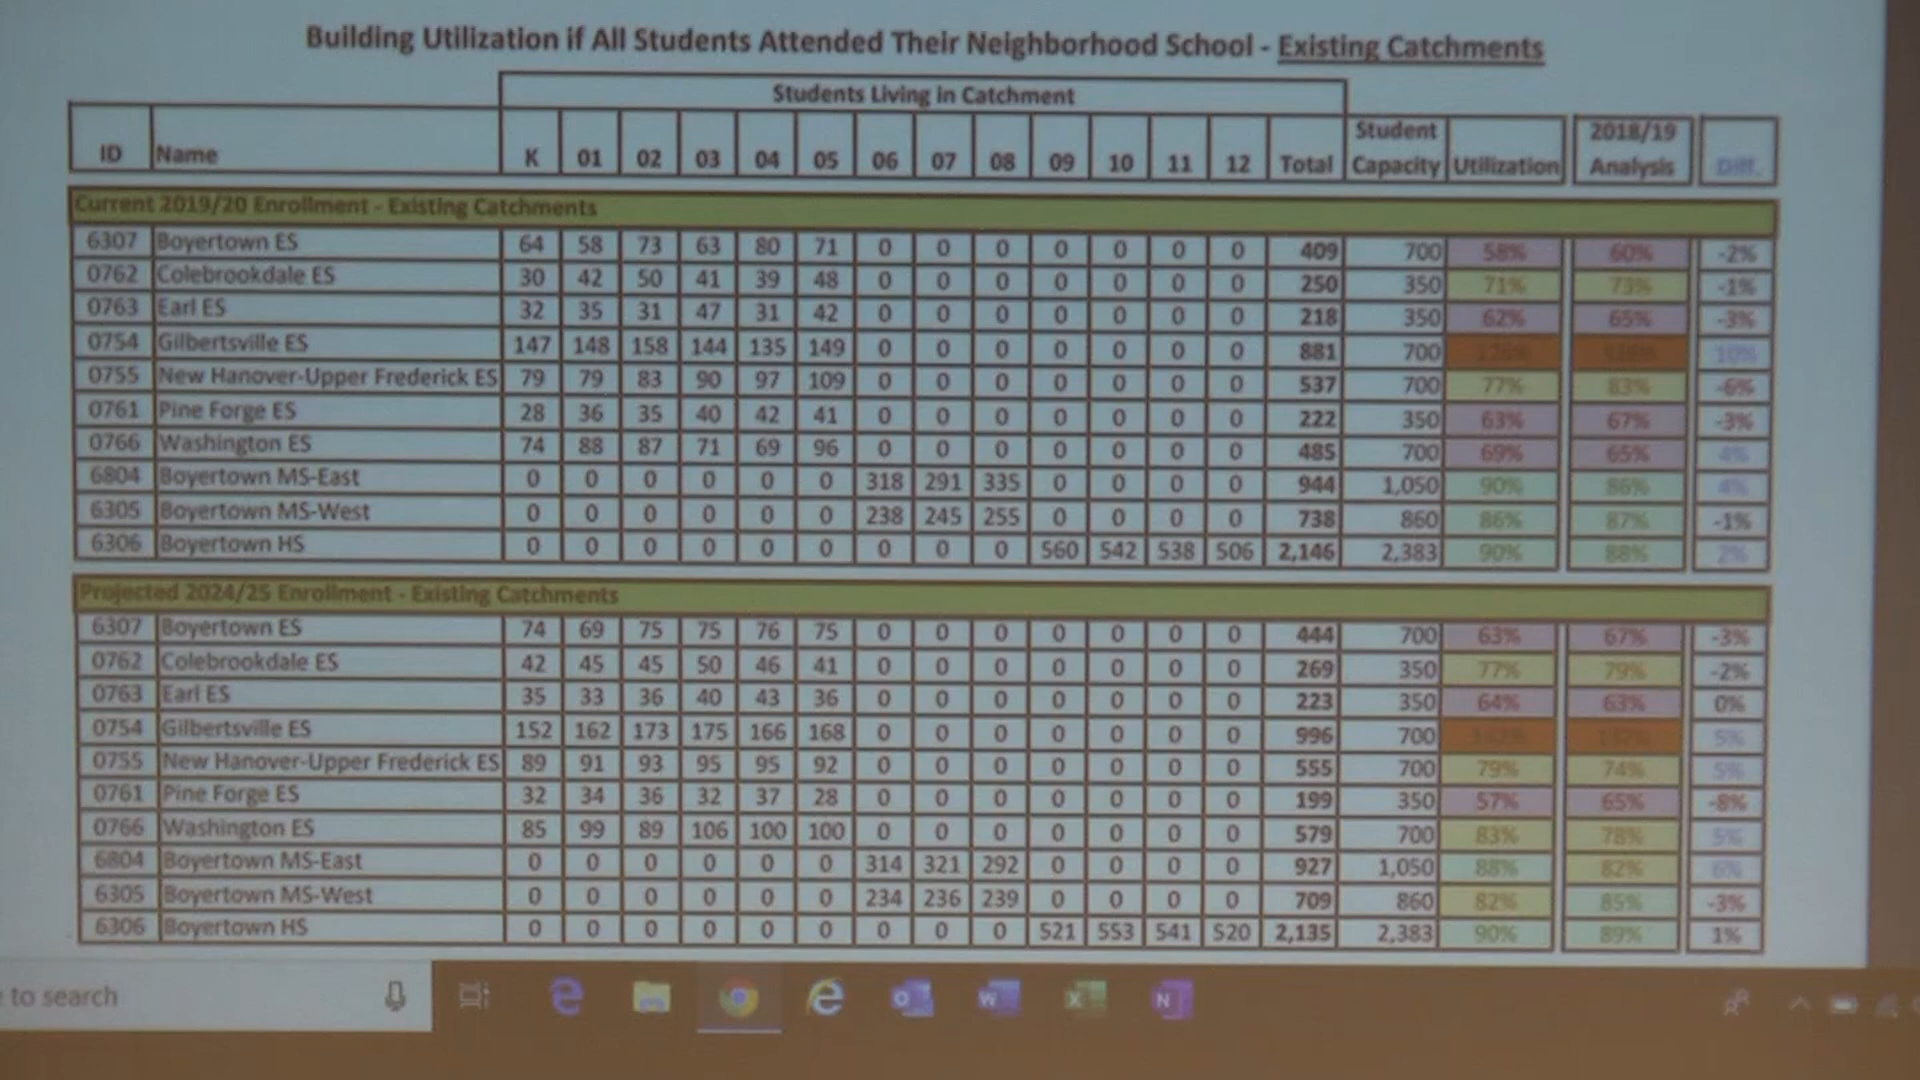 Building Utilization if All Students Attended Their Neighborhood School - Existing Catchments
Students Living in Catchment
ID Name K 01 02 03 04 05 06 07 08 09 10 11 12 Total Student Capacity Utilization 2018/19 Analysis Diff.
Current 2019/20 Enrollment - Existing Catchments
6307 Boyertown ES 64 58 73 63 80 71 0 0 0 0 0 0 0 409 700 58% 60% -2%
0762 Colebrookdale ES 30 42 50 41 39 48 0 0 0 0 0 0 0 250 350 71% 73% -1%
0763 Earl ES 32 35 31 47 31 42 0 0 0 0 0 0 0 218 350 62% 65% -3%
0754 Gilbertsville ES 147 148 158 144 135 149 0 0 0 0 0 0 0 881 700 10%
0755 New Hanover-Upper Frederick ES 79 79 83 90 97 109 0 0 0 0 0 0 0 537 700 77% 83% -6%
0761 Pine Forge ES 28 36 35 40 42 41 0 0 0 0 0 0 0 222 350 63% 67% -3%
0766 Washington ES 74 88 87 71 69 96 0 0 0 0 0 0 0 485 700 69% 65% 4%
6804 Boyertown MS-East 0 0 0 0 0 0 318 291 335 0 0 0 0 944 1,050 90% 86% 4%
6305 Boyertown MS-West 0 0 0 0 0 0 238 245 255 0 0 0 0 738 860 86% 87% -1%
6306 Boyertown HS 0 0 0 0 0 0 0 0 0 560 542 538 506 2,146 2,383 90% 88% 2%
Projected 2024/25 Enrollment - Existing Catchments
6307 Boyertown ES 74 69 75 75 76 75 0 0 0 0 0 0 0 444 700 63% 67% -3%
0762 Colebrookdale ES 42 45 45 50 46 41 0 0 0 0 0 0 0 269 350 77% 79% -2%
0763 Earl ES 35 33 36 40 43 36 0 0 0 0 0 0 0 223 350 64% 63% 0%
0754 Gilbertsville ES 152 162 173 175 166 168 0 0 0 0 0 0 0 996 700 5%
0755 New Hanover-Upper Frederick ES 89 91 93 95 95 92 0 0 0 0 0 0 0 555 700 79% 74% 5%
0761 Pine Forge ES 32 34 36 32 37 28 0 0 0 0 0 0 0 199 350 57% 65% -8%
0766 Washington ES 85 99 89 106 100 100 0 0 0 0 0 0 0 579 700 83% 78% 5%
6804 Boyertown MS-East 0 0 0 0 0 0 314 321 292 0 0 0 0 927 1,050 88% 82% 6%
6305 Boyertown MS-West 0 0 0 0 0 0 234 236 239 0 0 0 0 709 860 82% 85% -3%
6306 Boyertown HS 0 0 0 0 0 0 0 0 0 521 553 541 520 2,135 2,383 90% 89% 1%
to search